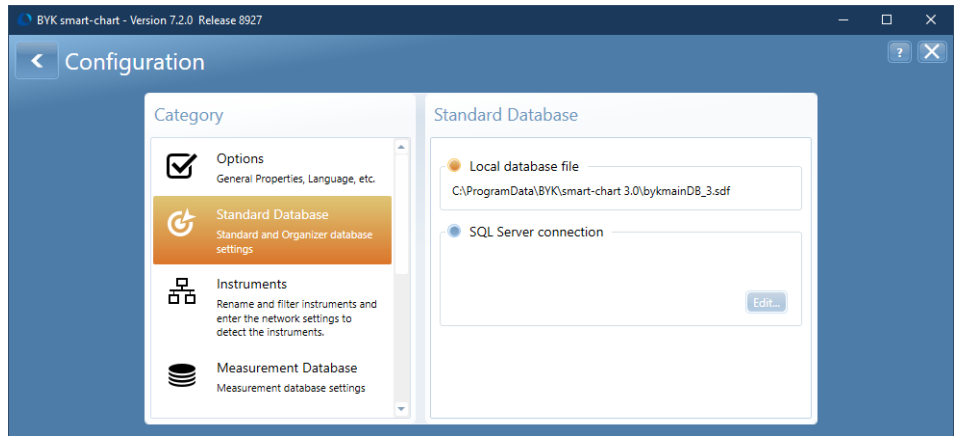 BYK smart-chart - Version 7.2.0 Release 8927
Configuration
?
Category
Options
General Properties, Language, etc.
Standard Database
Standard and Organizer database
settings
Instruments
Rename and filter instruments and
enter the network settings to
detect the instruments.
Measurement Database
Measurement database settings
Standard Database
Local database file
C:\ProgramData\BYK\smart-chart 3.0\bykmainDB_3.sdf
SQL Server connection
Edit...